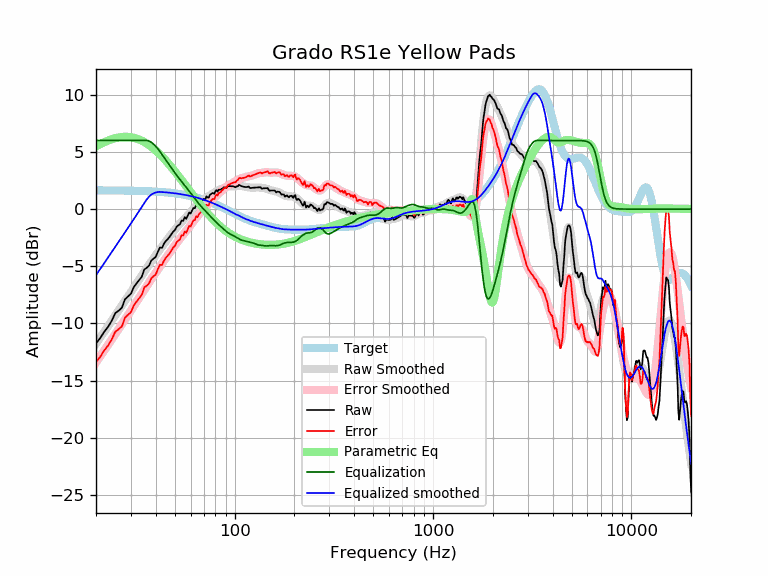 Grado RS1e Yellow Pads
10
5
0
−5
−10
−15
−20
−25
Amplitude (dBr)
Target
Raw Smoothed
Error Smoothed
Raw
Error
Parametric Eq
Equalization
Equalized smoothed
100
1000
10000
Frequency (Hz)